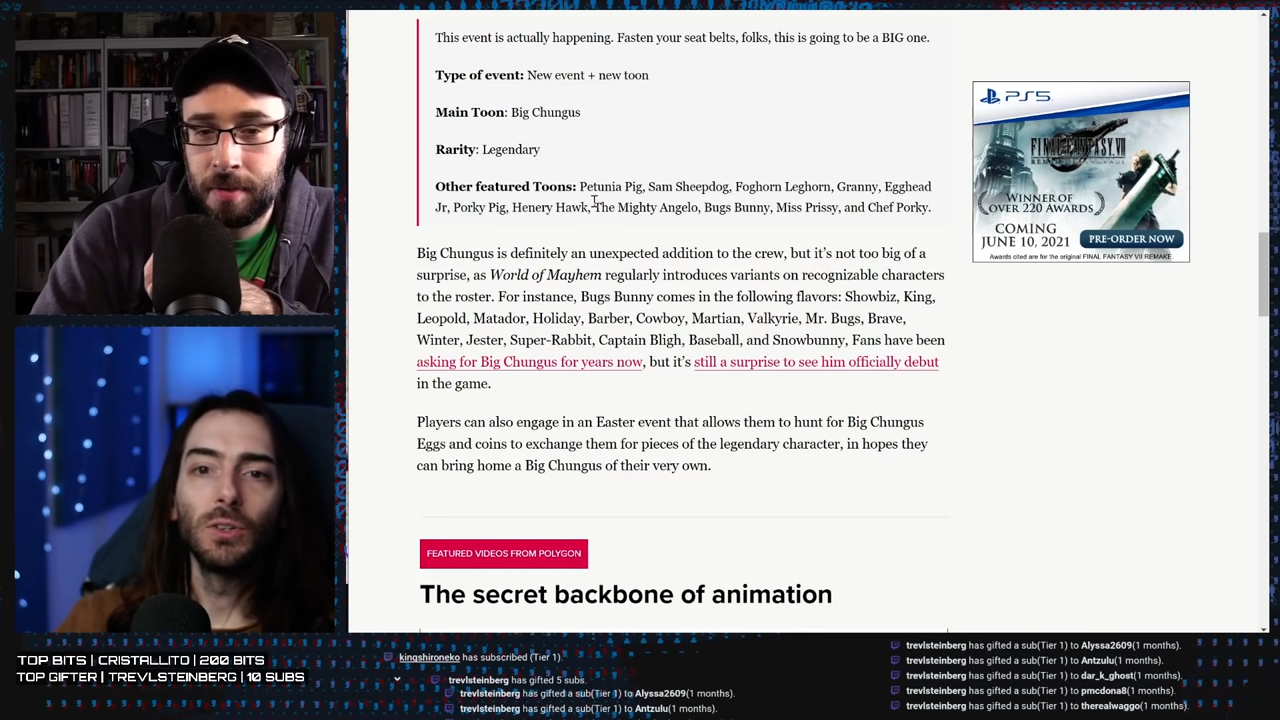 This event is actually happening. Fasten your seat belts, folks, this is going to be a BIG one.
Type of event: New event + new toon
Main Toon: Big Chungus
Rarity: Legendary
Other featured Toons: Petunia Pig, Sam Sheepdog, Foghorn Leghorn, Granny, Egghead
Jr, Porky Pig, Henery Hawk, The Mighty Angelo, Bugs Bunny, Miss Prissy, and Chef Porky.
Big Chungus is definitely an unexpected addition to the crew, but it’s not too big of a
surprise, as World of Mayhem regularly introduces variants on recognizable characters
to the roster. For instance, Bugs Bunny comes in the following flavors: Showbiz, King,
Leopold, Matador, Holiday, Barber, Cowboy, Martian, Valkyrie, Mr. Bugs, Brave,
Winter, Jester, Super-Rabbit, Captain Bligh, Baseball, and Snowbunny, Fans have been
asking for Big Chungus for years now, but it’s still a surprise to see him officially debut
in the game.
Players can also engage in an Easter event that allows them to hunt for Big Chungus
Eggs and coins to exchange them for pieces of the legendary character, in hopes they
can bring home a Big Chungus of their very own.
FEATURED VIDEOS FROM POLYGON
The secret backbone of animation
PS5
FINAL FANTASY VII
REMAKE
WINNER OF
OVER 220 AWARDS
COMING
JUNE 10, 2021
PRE-ORDER NOW
Awards cited are for the original FINAL FANTASY VII REMAKE.
TOP BITS | CRISTALLITO | 200 BITS
TOP GIFTER | TREVLSTEINBERG | 10 SUBS
kingshironeko has subscribed (Tier 1).
trevlsteinberg has gifted 5 subs.
trevlsteinberg has gifted a sub(Tier 1) to Alyssa2609(1 months).
trevlsteinberg has gifted a sub(Tier 1) to Antzulu(1 months).
trevlsteinberg has gifted a sub(Tier 1) to Alyssa2609(1 months).
trevlsteinberg has gifted a sub(Tier 1) to Antzulu(1 months).
trevlsteinberg has gifted a sub(Tier 1) to dar_k_ghost(1 months).
trevlsteinberg has gifted a sub(Tier 1) to pmcdona8(1 months).
trevlsteinberg has gifted a sub(Tier 1) to therealwaggo(1 months).